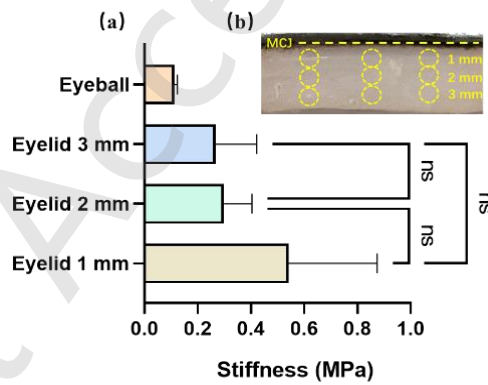 (a)
(b)
MCJ
1 mm
2 mm
3 mm
Eyeball
Eyelid 3 mm
Eyelid 2 mm
Eyelid 1 mm
ns
ns
ns
0.0 0.2 0.4 0.6 0.8 1.0
Stiffness (MPa)